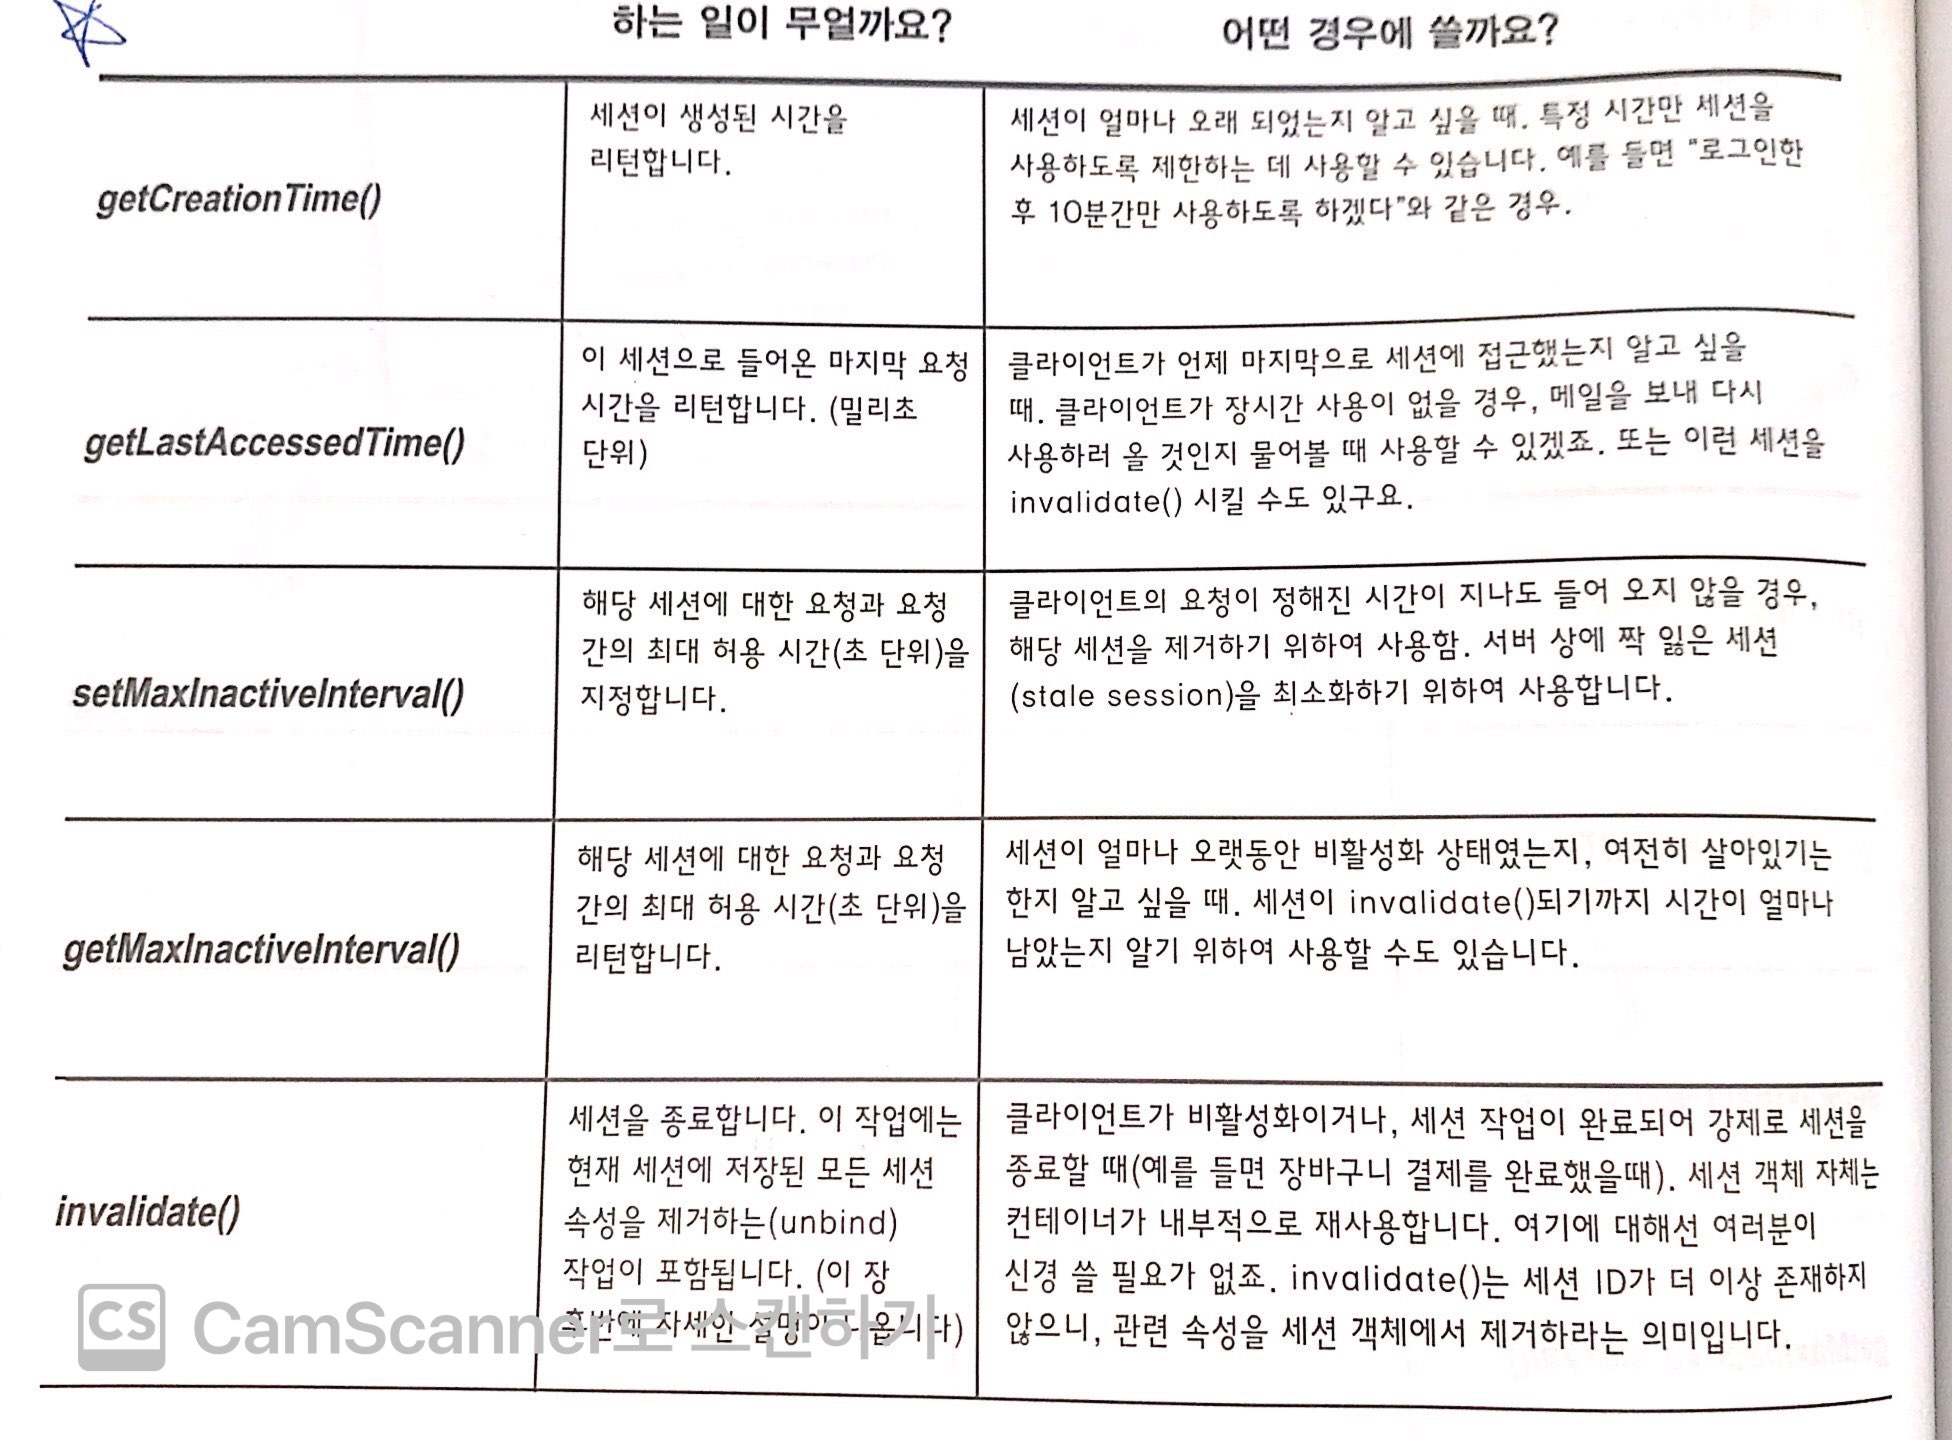 하는 일이 무얼까요?
어떤 경우에 쓸까요?
getCreationTime()
세션이 생성된 시간을
리턴합니다.
세션이 얼마나 오래 되었는지 알고 싶을 때. 특정 시간만 세션을
사용하도록 제한하는 데 사용할 수 있습니다. 예를 들면 "로그인한
후 10분간만 사용하도록 하겠다"와 같은 경우.
getLastAccessedTime()
이 세션으로 들어온 마지막 요청
시간을 리턴합니다. (밀리초
단위)
클라이언트가 언제 마지막으로 세션에 접근했는지 알고 싶을
때. 클라이언트가 장시간 사용이 없을 경우, 메일을 보내 다시
사용하러 올 것인지 물어볼 때 사용할 수 있겠죠. 또는 이런 세션을
invalidate() 시킬 수도 있구요.
setMaxInactiveInterval()
해당 세션에 대한 요청과 요청
간의 최대 허용 시간(초 단위)을
지정합니다.
클라이언트의 요청이 정해진 시간이 지나도 들어 오지 않을 경우,
해당 세션을 제거하기 위하여 사용함. 서버 상에 짝 잃은 세션
(stale session)을 최소화하기 위하여 사용합니다.
getMaxInactiveInterval()
해당 세션에 대한 요청과 요청
간의 최대 허용 시간(초 단위)을
리턴합니다.
세션이 얼마나 오랫동안 비활성화 상태였는지, 여전히 살아있기는
한지 알고 싶을 때. 세션이 invalidate()되기까지 시간이 얼마나
남았는지 알기 위하여 사용할 수도 있습니다.
invalidate()
세션을 종료합니다. 이 작업에는
현재 세션에 저장된 모든 세션
속성을 제거하는(unbind)
작업이 포함됩니다. (이 장
후반에 자세한 설명이 나옵니다)
클라이언트가 비활성화이거나, 세션 작업이 완료되어 강제로 세션을
종료할 때(예를 들면 장바구니 결제를 완료했을때). 세션 객체 자체는
컨테이너가 내부적으로 재사용합니다. 여기에 대해선 여러분이
신경 쓸 필요가 없죠. invalidate()는 세션 ID가 더 이상 존재하지
않으니, 관련 속성을 세션 객체에서 제거하라는 의미입니다.
CS CamScanner로 스캔하기